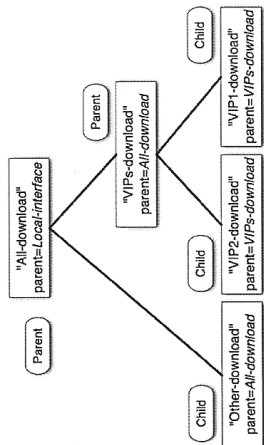 Parent
"All-download"
parent=Local-interface
Parent
"VIPs-download"
parent=All-download
Child
"Other-download"
parent=All-download
Child
"VIP2-download"
parent=VIPs-download
Child
"VIP1-download"
parent=VIPs-download